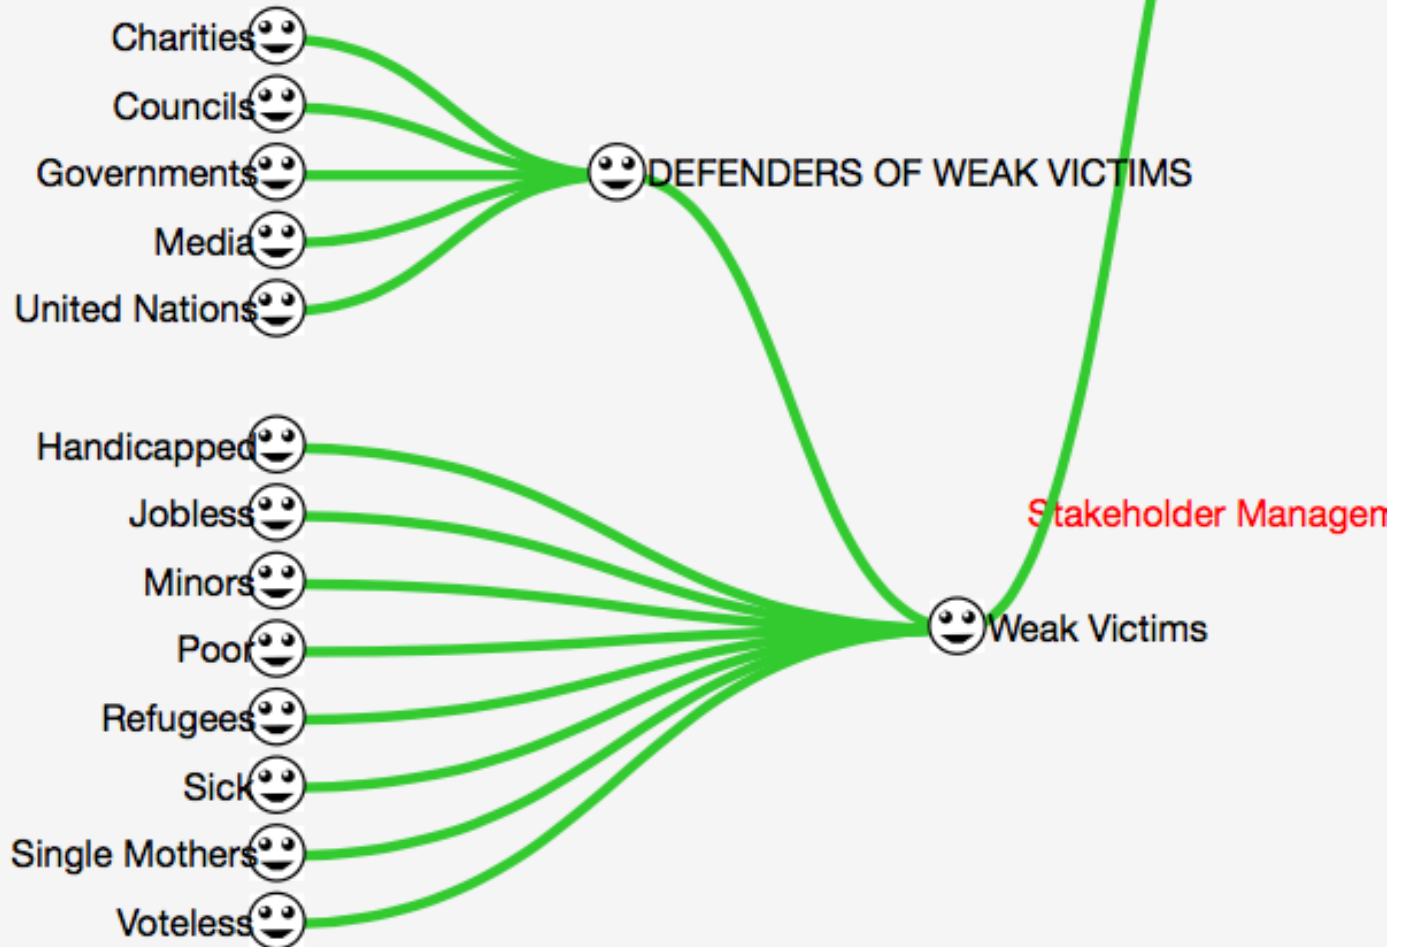 Charities
Councils
Governments
Media
United Nations
DEFENDERS OF WEAK VICTIMS
Handicapped
Jobless
Minors
Poor
Refugees
Sick
Single Mothers
Voteless
Stakeholder Managem
Weak Victims